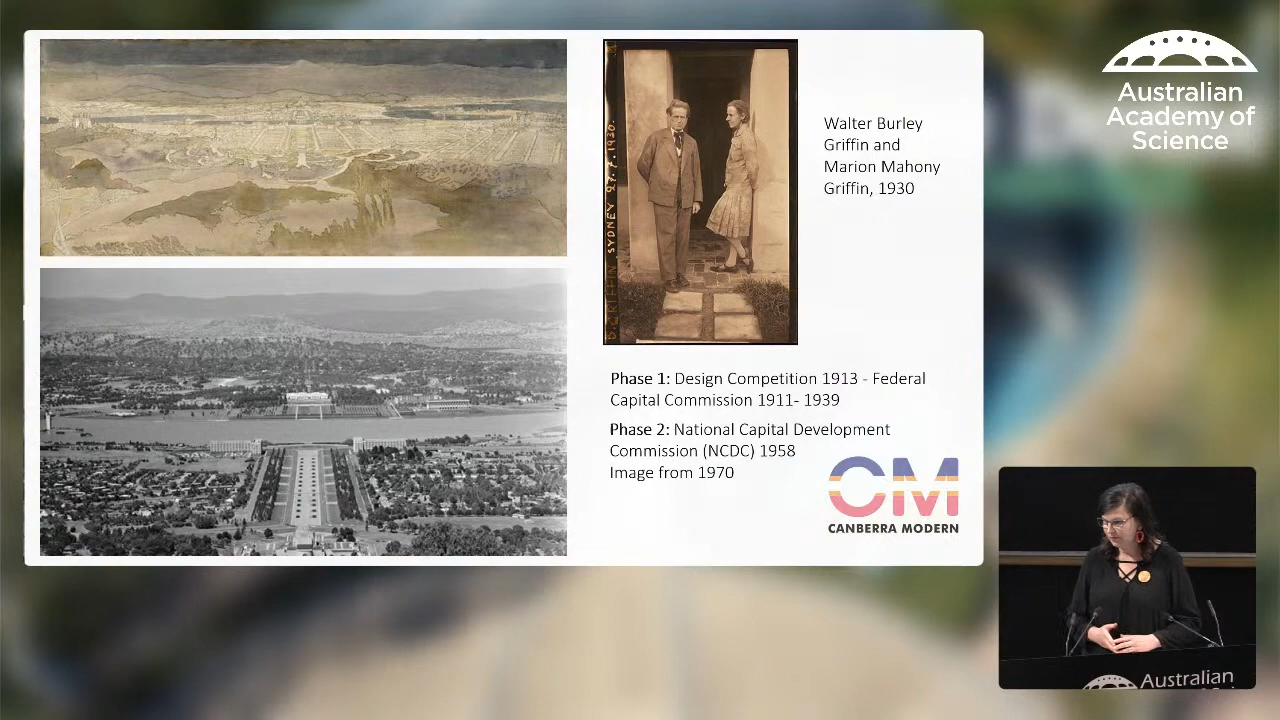 Australian
Academy of
Science
Walter Burley
Griffin and
Marion Mahony
Griffin, 1930
SYDNEY 27.7.1930.
Phase 1: Design Competition 1913 - Federal
Capital Commission 1911- 1939
Phase 2: National Capital Development
Commission (NCDC) 1958
Image from 1970
CM
CANBERRA MODERN
Australian